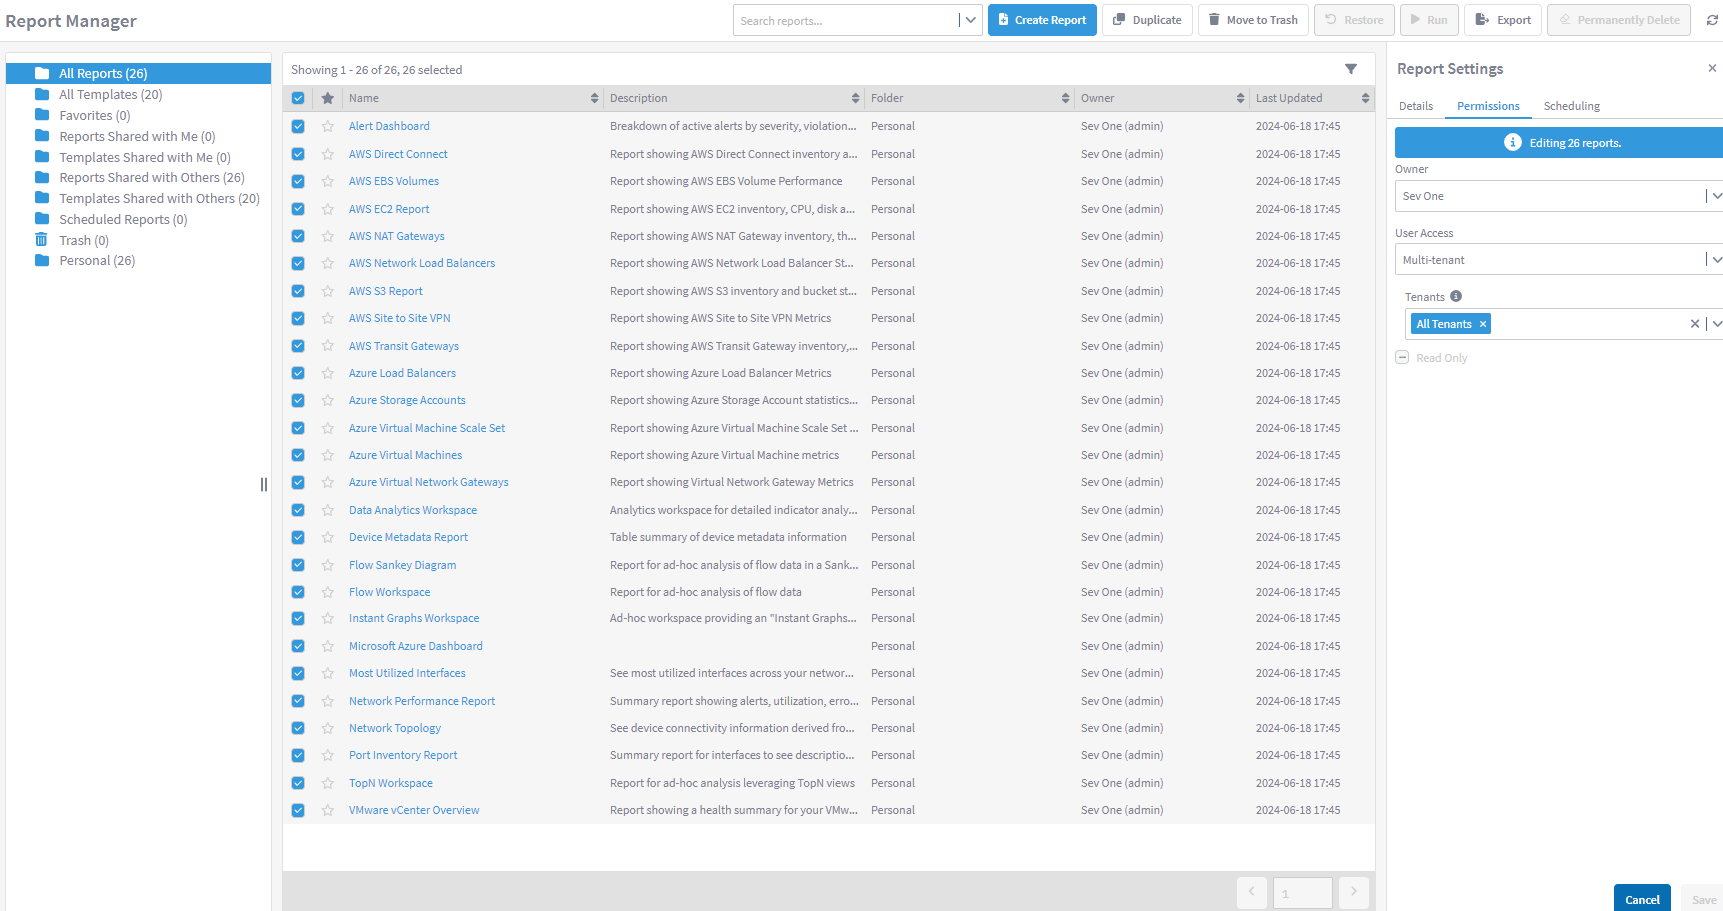 Report Manager
Search reports...
Create Report
Duplicate
Move to Trash
Restore
Run
Export
Permanently Delete
All Reports (26)
All Templates (20)
Favorites (0)
Reports Shared with Me (0)
Templates Shared with Me (0)
Reports Shared with Others (26)
Templates Shared with Others (20)
Scheduled Reports (0)
Trash (0)
Personal (26)
Showing 1 - 26 of 26, 26 selected
Name Description Folder Owner Last Updated
Alert Dashboard Breakdown of active alerts by severity, violation... Personal Sev One (admin) 2024-06-18 17:45
AWS Direct Connect Report showing AWS Direct Connect inventory a... Personal Sev One (admin) 2024-06-18 17:45
AWS EBS Volumes Report showing AWS EBS Volume Performance Personal Sev One (admin) 2024-06-18 17:45
AWS EC2 Report Report showing AWS EC2 inventory, CPU, disk a... Personal Sev One (admin) 2024-06-18 17:45
AWS NAT Gateways Report showing AWS NAT Gateway inventory, th... Personal Sev One (admin) 2024-06-18 17:45
AWS Network Load Balancers Report showing AWS Network Load Balancer St... Personal Sev One (admin) 2024-06-18 17:45
AWS S3 Report Report showing AWS S3 inventory and bucket st... Personal Sev One (admin) 2024-06-18 17:45
AWS Site to Site VPN Report showing AWS Site to Site VPN Metrics Personal Sev One (admin) 2024-06-18 17:45
AWS Transit Gateways Report showing AWS Transit Gateway inventory,... Personal Sev One (admin) 2024-06-18 17:45
Azure Load Balancers Report showing Azure Load Balancer Metrics Personal Sev One (admin) 2024-06-18 17:45
Azure Storage Accounts Report showing Azure Storage Account statistics... Personal Sev One (admin) 2024-06-18 17:45
Azure Virtual Machine Scale Set Report showing Azure Virtual Machine Scale Set ... Personal Sev One (admin) 2024-06-18 17:45
Azure Virtual Machines Report showing Azure Virtual Machine metrics Personal Sev One (admin) 2024-06-18 17:45
Azure Virtual Network Gateways Report showing Virtual Network Gateway Metrics Personal Sev One (admin) 2024-06-18 17:45
Data Analytics Workspace Analytics workspace for detailed indicator analy... Personal Sev One (admin) 2024-06-18 17:45
Device Metadata Report Table summary of device metadata information Personal Sev One (admin) 2024-06-18 17:45
Flow Sankey Diagram Report for ad-hoc analysis of flow data in a Sank... Personal Sev One (admin) 2024-06-18 17:45
Flow Workspace Report for ad-hoc analysis of flow data Personal Sev One (admin) 2024-06-18 17:45
Instant Graphs Workspace Ad-hoc workspace providing an "Instant Graphs... Personal Sev One (admin) 2024-06-18 17:45
Microsoft Azure Dashboard Personal Sev One (admin) 2024-06-18 17:45
Most Utilized Interfaces See most utilized interfaces across your networ... Personal Sev One (admin) 2024-06-18 17:45
Network Performance Report Summary report showing alerts, utilization, erro... Personal Sev One (admin) 2024-06-18 17:45
Network Topology See device connectivity information derived fro... Personal Sev One (admin) 2024-06-18 17:45
Port Inventory Report Summary report for interfaces to see descriptio... Personal Sev One (admin) 2024-06-18 17:45
TopN Workspace Report for ad-hoc analysis leveraging TopN views Personal Sev One (admin) 2024-06-18 17:45
VMware vCenter Overview Report showing a health summary for your VMw... Personal Sev One (admin) 2024-06-18 17:45
1
Report Settings
Details Permissions Scheduling
Editing 26 reports.
Owner
Sev One
User Access
Multi-tenant
Tenants
All Tenants
Read Only
Cancel
Save